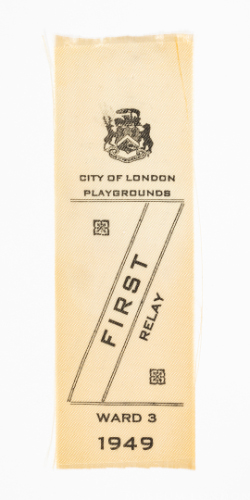 CITY OF LONDON
PLAYGROUNDS
FIRST
RELAY
WARD 3
1949